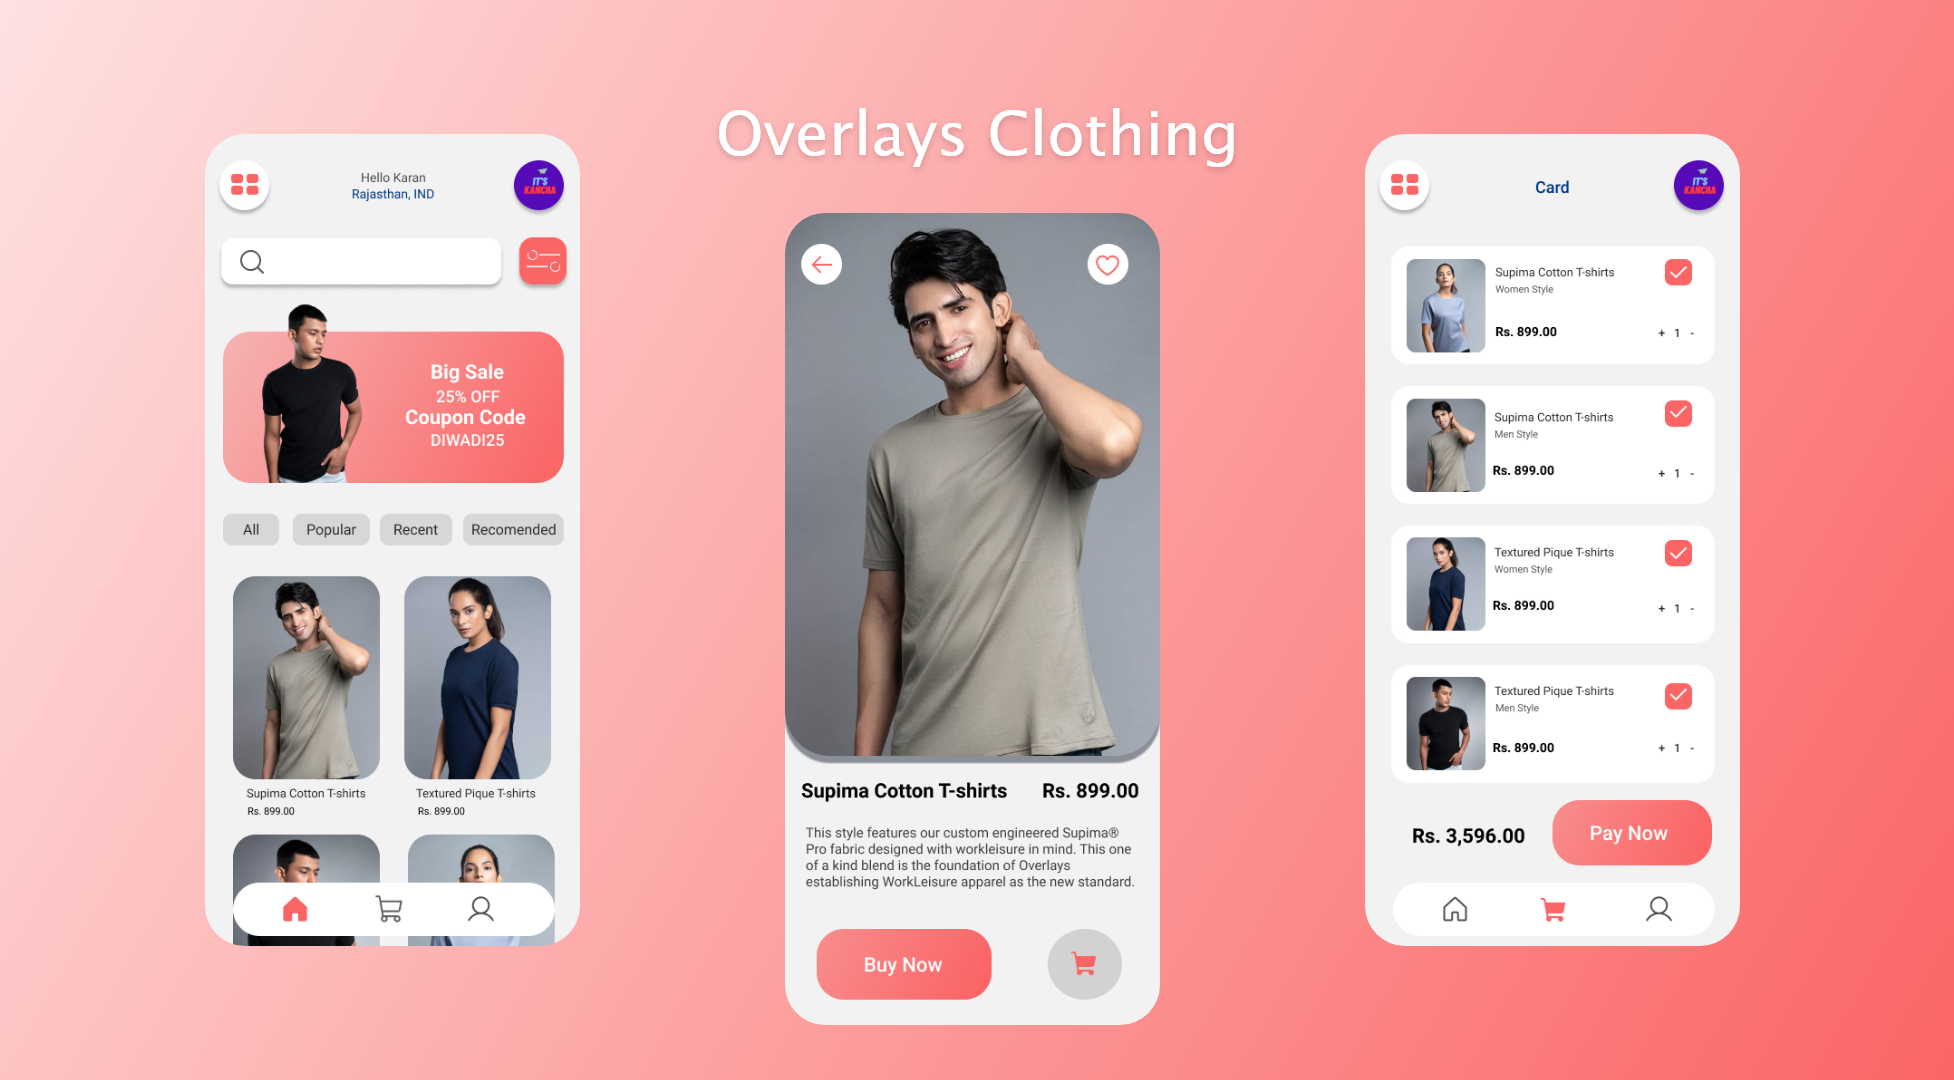 Overlays Clothing
Hello Karan
Rajasthan, IND
IT'S
KANCHA
Big Sale
25% OFF
Coupon Code
DIWADI25
All
Popular
Recent
Recomended
Supima Cotton T-shirts
Rs. 899.00
Textured Pique T-shirts
Rs. 899.00
Supima Cotton T-shirts
Rs. 899.00
This style features our custom engineered Supima®
Pro fabric designed with workleisure in mind. This one
of a kind blend is the foundation of Overlays
establishing WorkLeisure apparel as the new standard.
Buy Now
Card
IT'S
KANCHA
Supima Cotton T-shirts
Women Style
Rs. 899.00
+ 1 -
Supima Cotton T-shirts
Men Style
Rs. 899.00
+ 1 -
Textured Pique T-shirts
Women Style
Rs. 899.00
+ 1 -
Textured Pique T-shirts
Men Style
Rs. 899.00
+ 1 -
Rs. 3,596.00
Pay Now